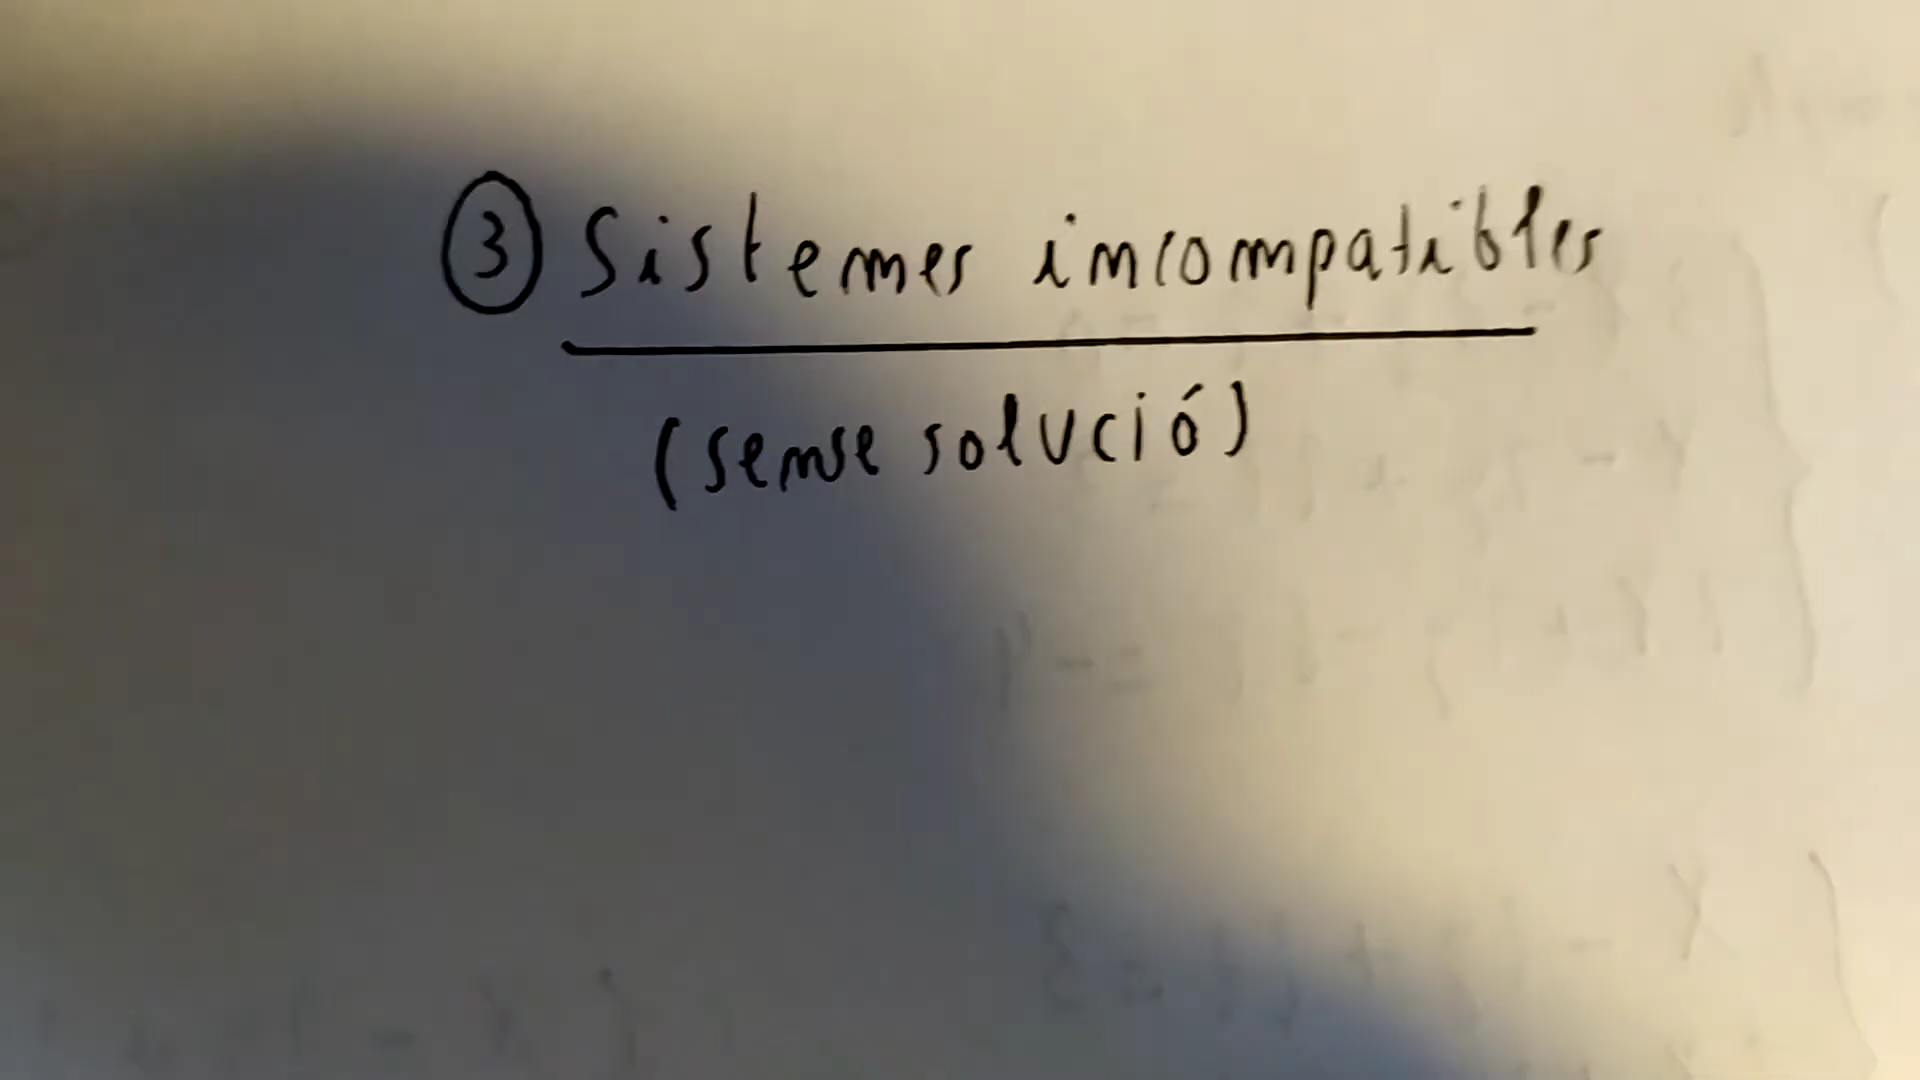 ③ Sistemes incompatibles
(sense solució)